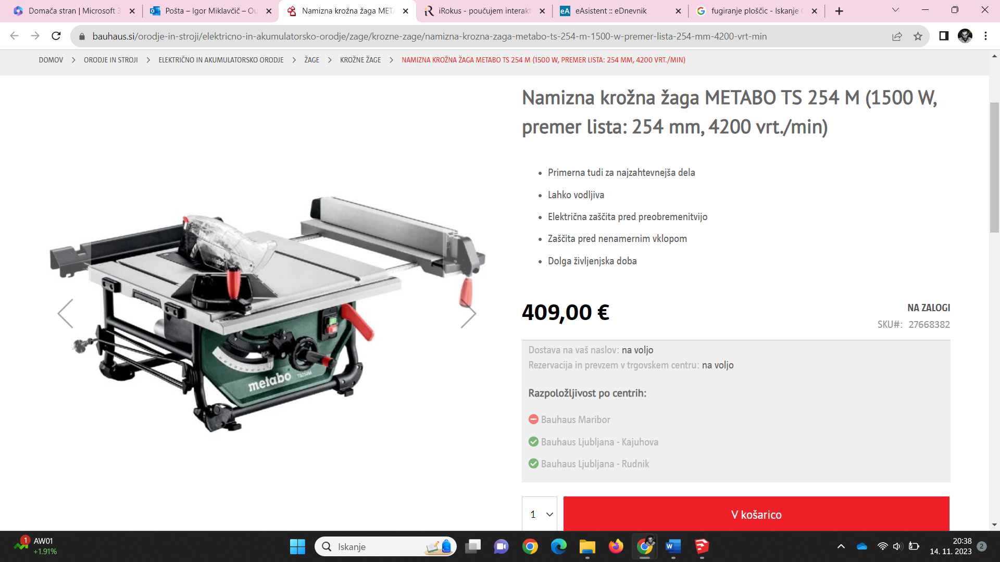 Domača stran | Microsoft 3
Pošta – Igor Miklavčič – Ou
Namizna krožna žaga META
iRokus - poučujem interakt
eAsistent :: eDnevnik
fugiranje ploščic - Iskanje G
bauhaus.si/orodje-in-stroji/elektricno-in-akumulatorsko-orodje/zage/krozne-zage/namizna-krozna-zaga-metabo-ts-254-m-1500-w-premer-lista-254-mm-4200-vrt-min
DOMOV > ORODJE IN STROJI > ELEKTRIČNO IN AKUMULATORSKO ORODJE > ŽAGE > KROŽNE ŽAGE > NAMIZNA KROŽNA ŽAGA METABO TS 254 M (1500 W, PREMER LISTA: 254 MM, 4200 VRT./MIN)
Namizna krožna žaga METABO TS 254 M (1500 W,
premer lista: 254 mm, 4200 vrt./min)
• Primerna tudi za najzahtevnejša dela
• Lahko vodljiva
• Električna zaščita pred preobremenitvijo
• Zaščita pred nenamernim vklopom
• Dolga življenjska doba
metabo
metabo TS254M
409,00 €
NA ZALOGI
SKU#: 27668382
Dostava na vaš naslov: na voljo
Rezervacija in prevzem v trgovskem centru: na voljo
Razpoložljivost po centrih:
Bauhaus Maribor
Bauhaus Ljubljana - Kajuhova
Bauhaus Ljubljana - Rudnik
1
V košarico
1
AW01
+1.91%
Iskanje
20:38
14. 11. 2023
2